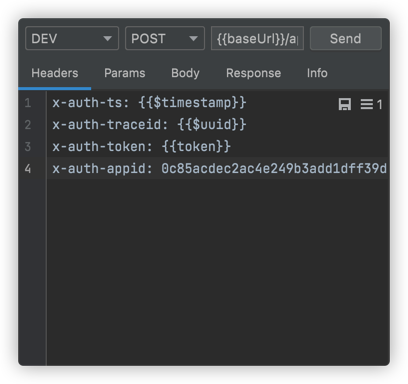 DEV POST {{baseUrl}}/a Send
Headers Params Body Response Info
1 x-auth-ts: {{$timestamp}} 1
2 x-auth-traceid: {{$uuid}}
3 x-auth-token: {{token}}
4 x-auth-appid: 0c85acdec2ac4e249b3add1dff39d